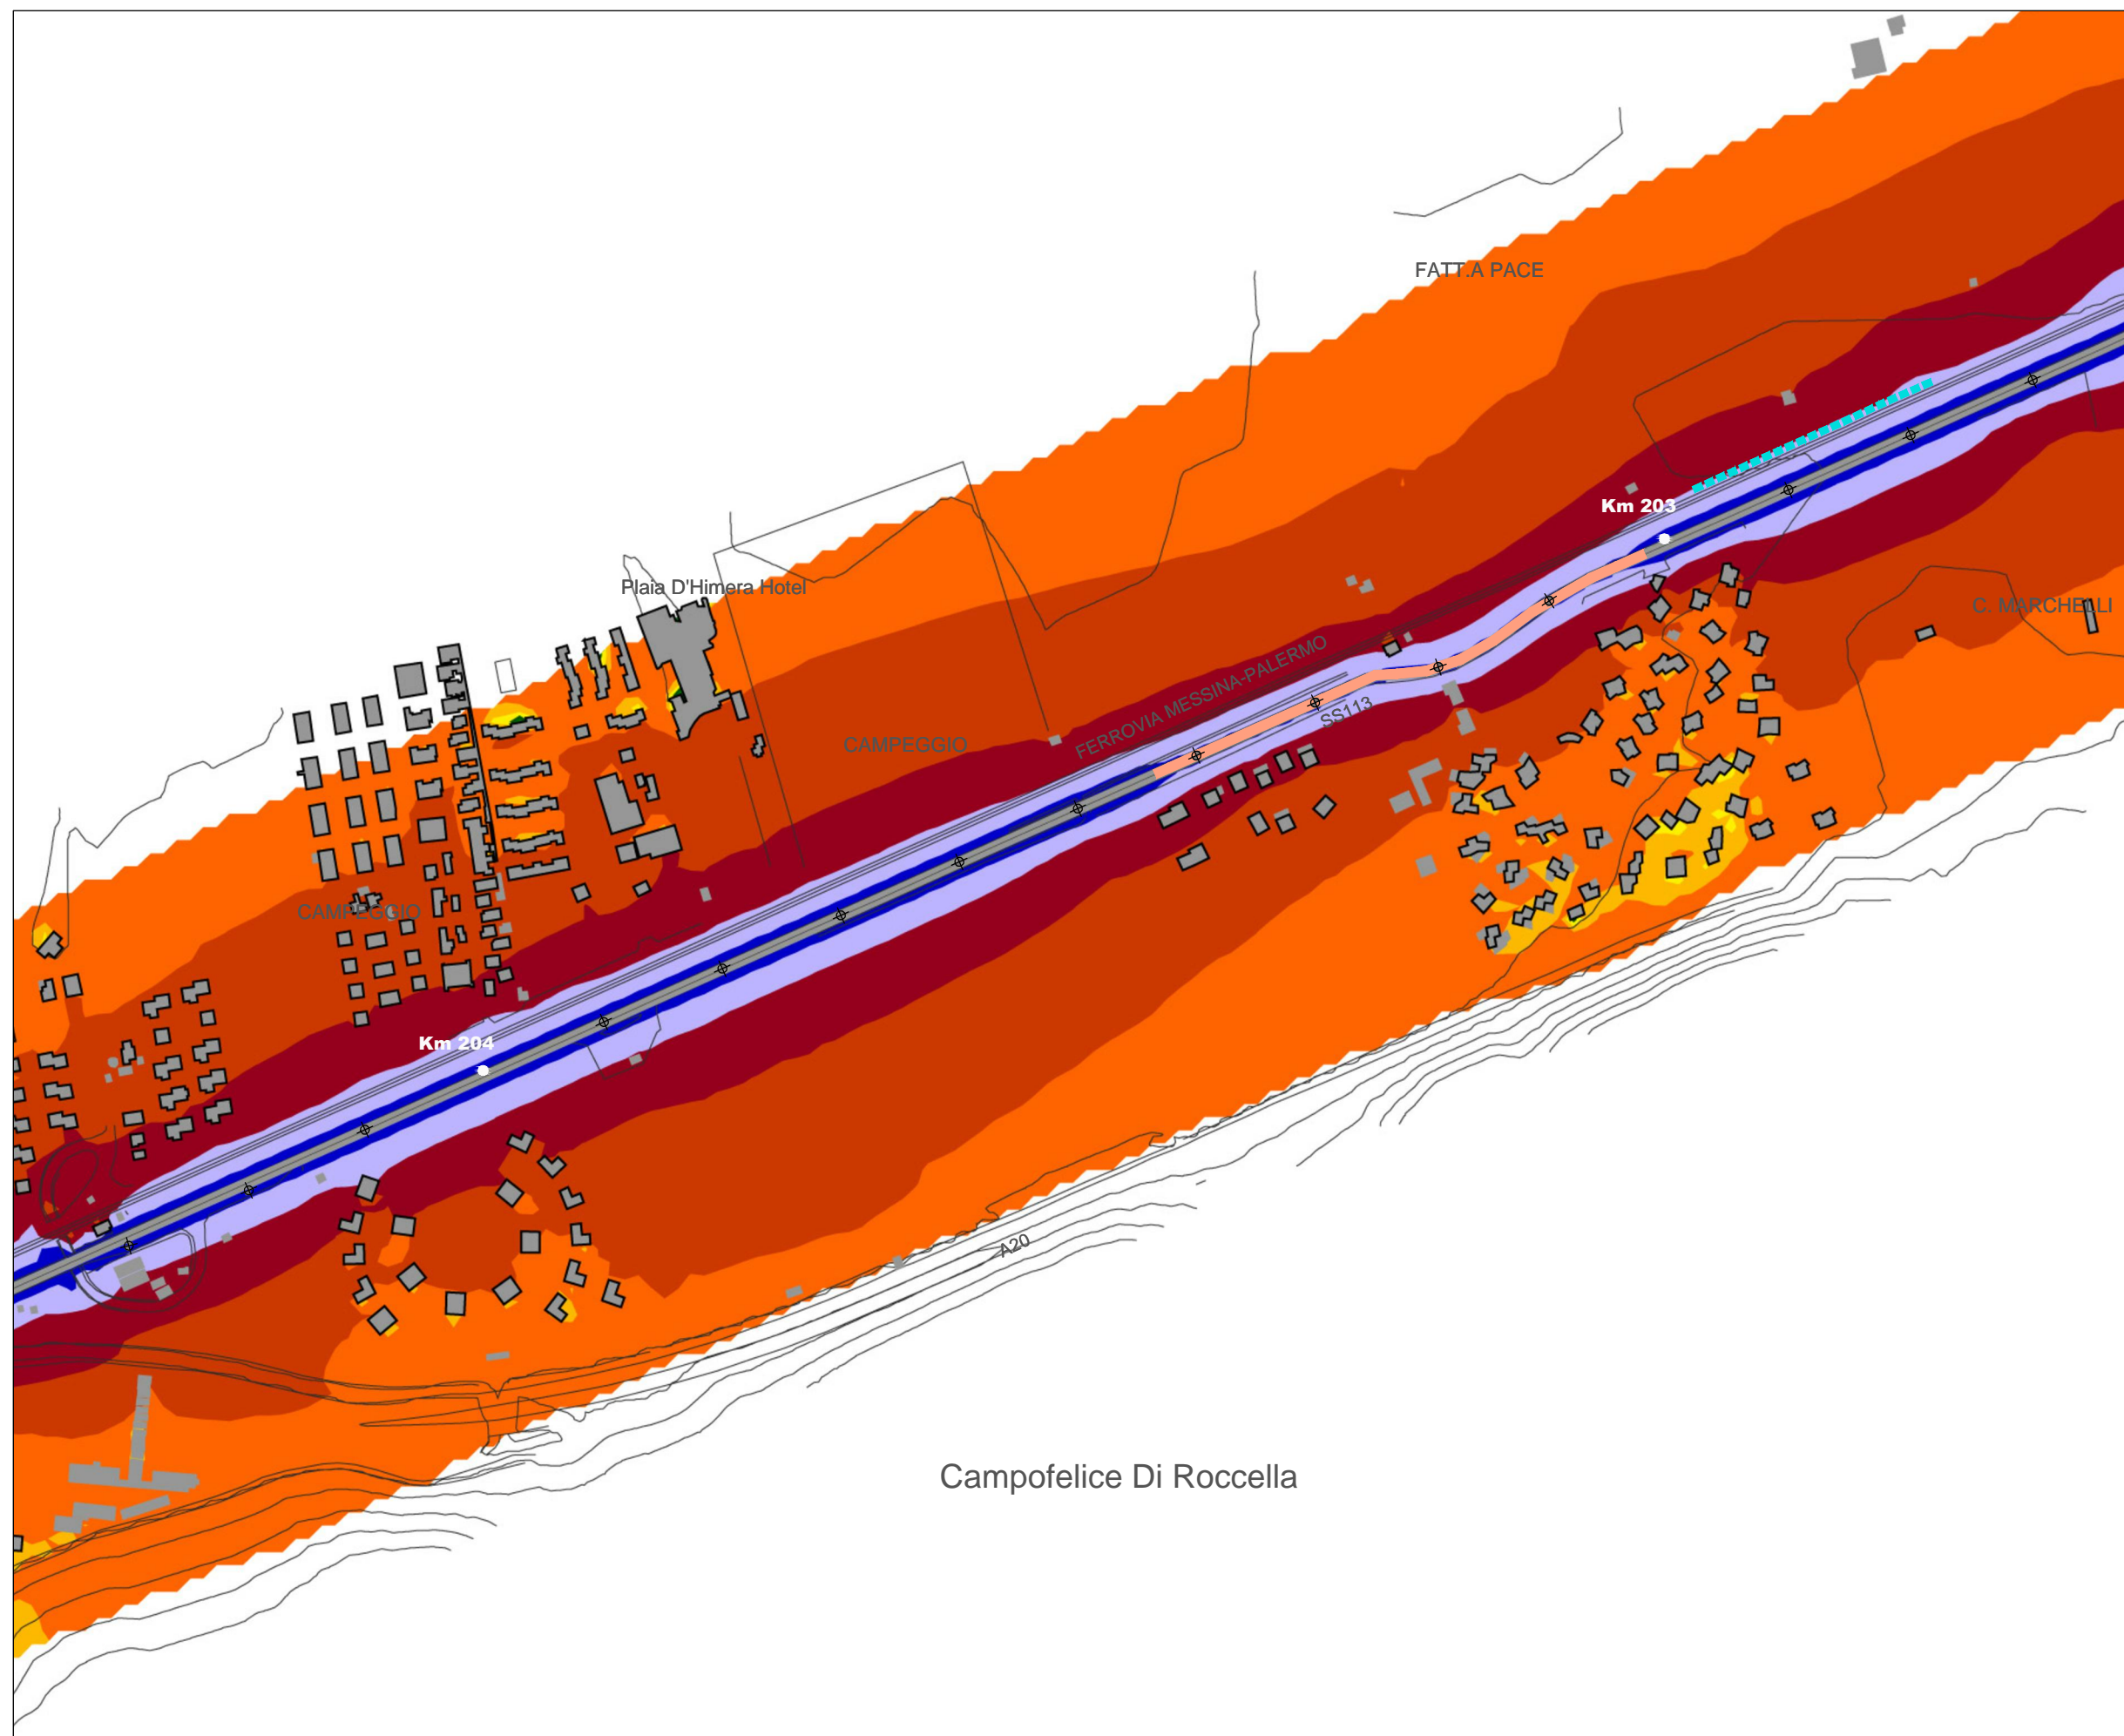 FATT.A PACE
Km 203
Plaia D'Himera Hotel
C. MARCHELLI
FERROVIA MESSINA-PALERMO
SS113
CAMPEGGIO
CAMPEGGIO
Km 204
A20
Campofelice Di Roccella